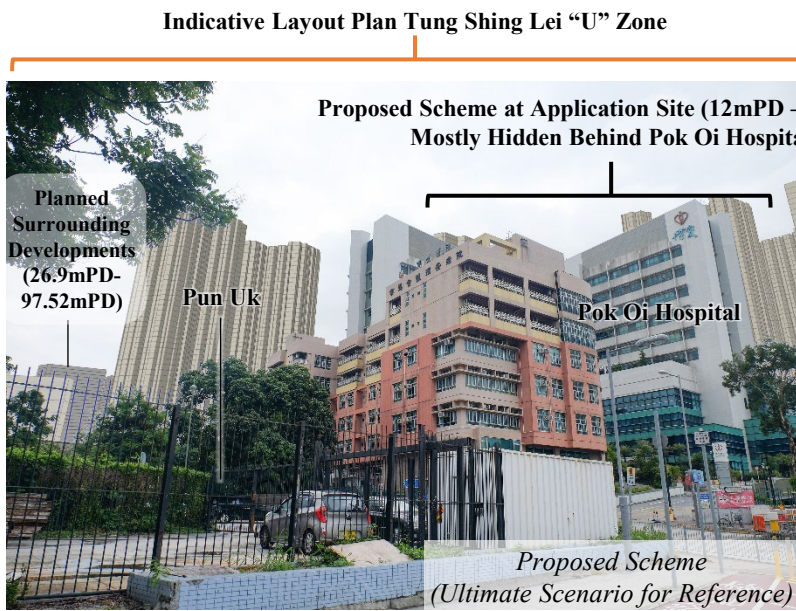 Indicative Layout Plan Tung Shing Lei “U” Zone
Proposed Scheme at Application Site (12mPD –
Mostly Hidden Behind Pok Oi Hospita
Planned
Surrounding
Developments
(26.9mPD-
97.52mPD)
Pun Uk
Pok Oi Hospital
Proposed Scheme
(Ultimate Scenario for Reference)